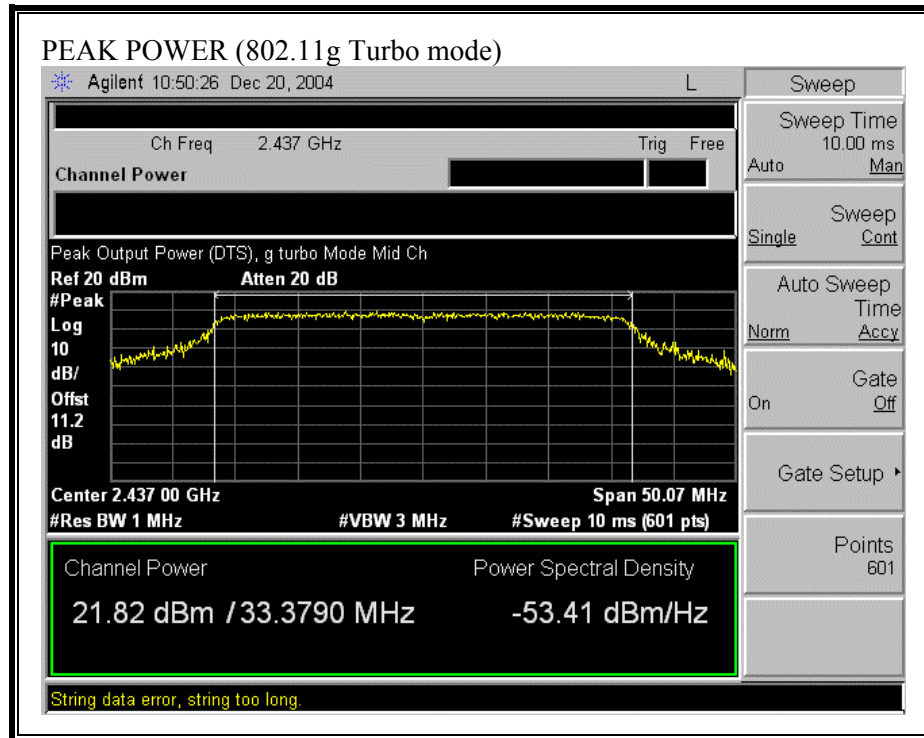 PEAK POWER (802.11g Turbo mode)
Agilent 10:50:26 Dec 20, 2004 L
Sweep
Ch Freq 2.437 GHz Trig Free
Channel Power
Sweep Time
10.00 ms
Auto Man
Sweep
Single Cont
Peak Output Power (DTS), g turbo Mode Mid Ch
Ref 20 dBm Atten 20 dB
#Peak
Log
10
dB/
Offst
11.2
dB
Auto Sweep
Time
Norm Accy
Gate
On Off
Center 2.437 00 GHz Span 50.07 MHz
#Res BW 1 MHz #VBW 3 MHz #Sweep 10 ms (601 pts)
Gate Setup
Channel Power Power Spectral Density
21.82 dBm / 33.3790 MHz -53.41 dBm/Hz
Points
601
String data error, string too long.